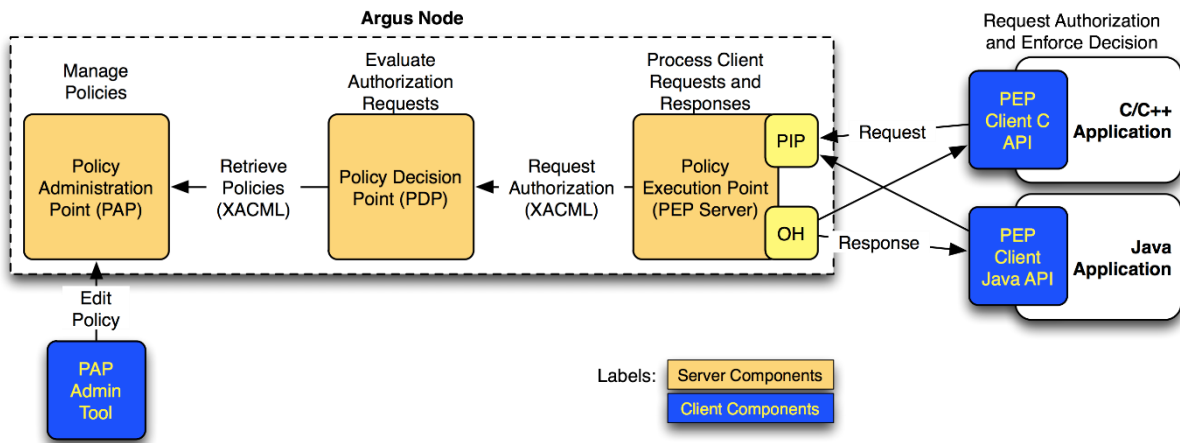 Argus Node
Request Authorization
and Enforce Decision
Manage
Policies
Evaluate
Authorization
Requests
Process Client
Requests and
Responses
Policy
Administration
Point (PAP)
Retrieve
Policies
(XACML)
Policy Decision
Point (PDP)
Request
Authorization
(XACML)
Policy
Execution Point
(PEP Server)
PIP
OH
Request
Response
PEP
Client C
API
C/C++
Application
PEP
Client
Java API
Java
Application
Edit
Policy
PAP
Admin
Tool
Labels:
Server Components
Client Components